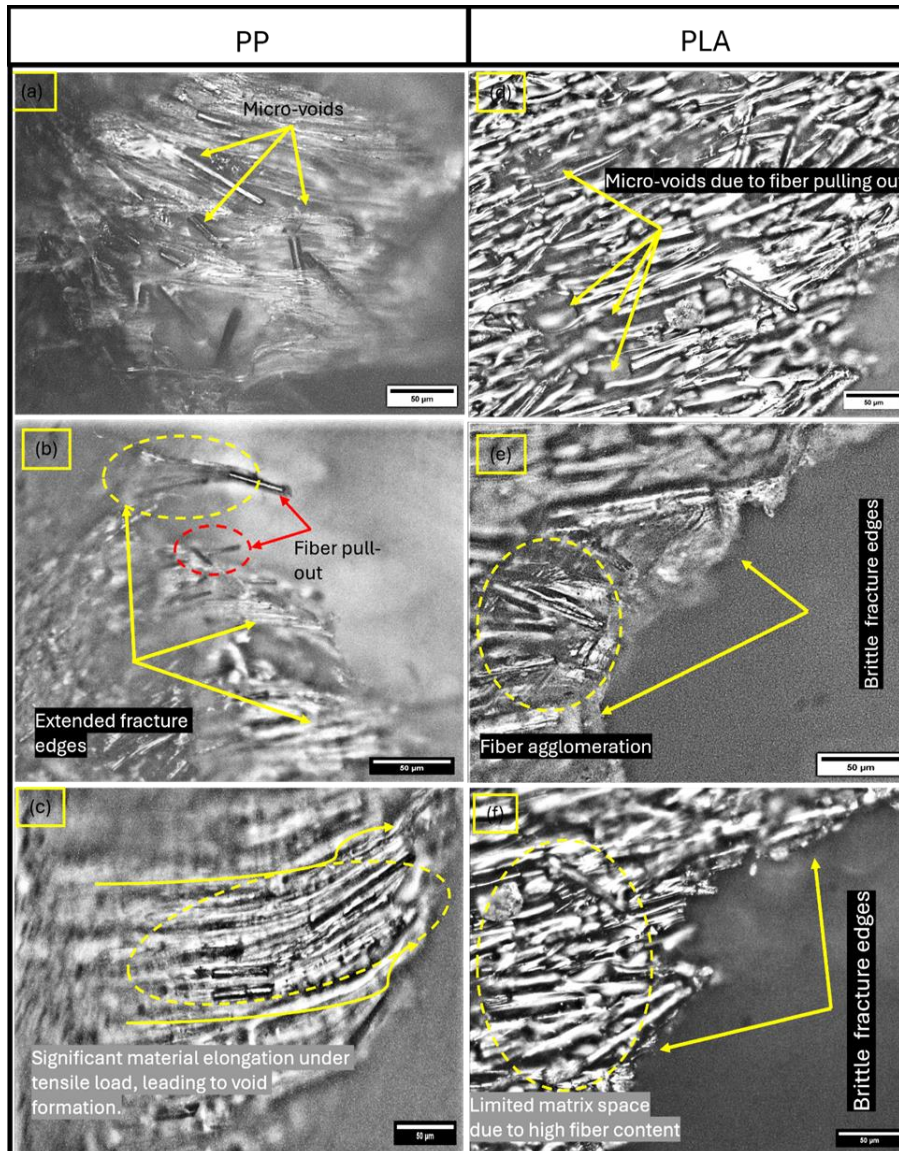 PP
PLA
(a)
Micro-voids
50 µm
(d)
Micro-voids due to fiber pulling out
50 µm
(b)
Fiber pull-
out
Extended fracture
edges
50 µm
(e)
Brittle fracture edges
Fiber agglomeration
50 µm
(c)
Significant material elongation under
tensile load, leading to void
formation.
50 µm
(f)
Brittle fracture edges
Limited matrix space
due to high fiber content
50 µm